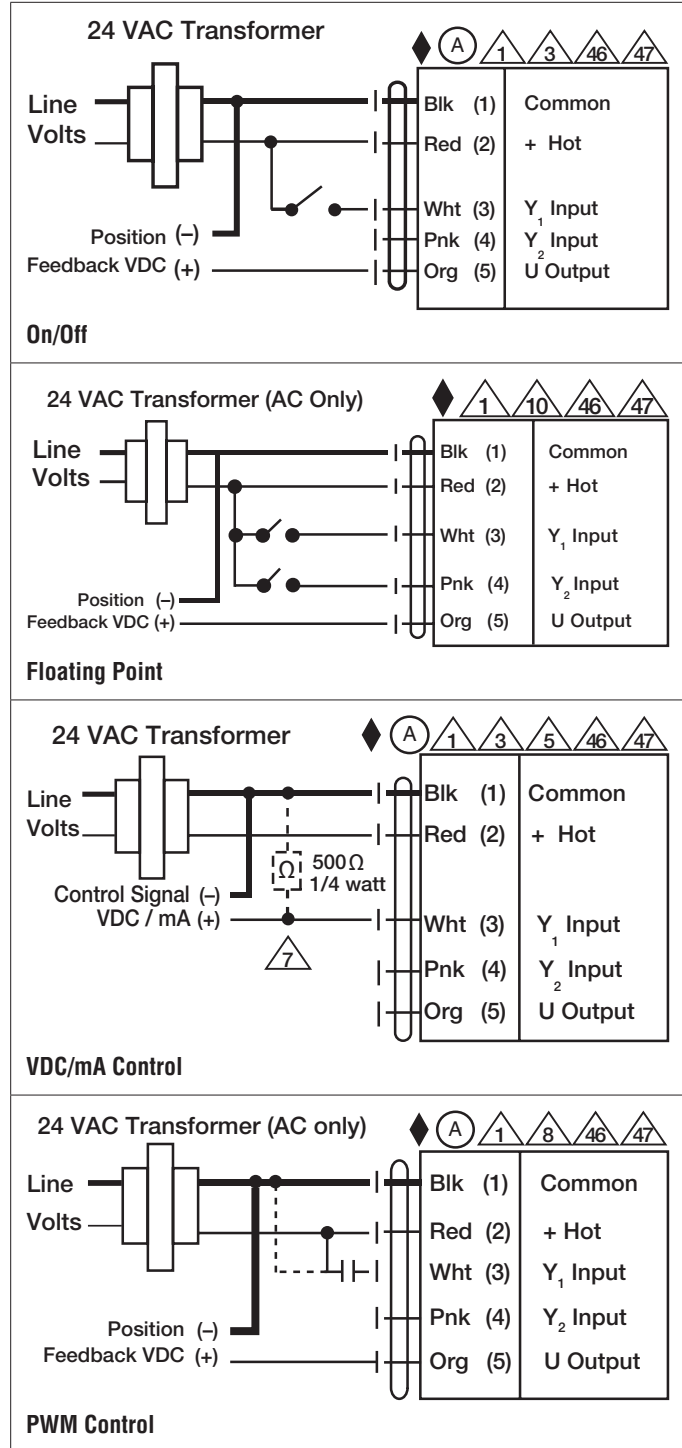 24 VAC Transformer
A 1 3 46 47
Line
Volts
Blk (1) Common
Red (2) + Hot
Wht (3) Y1 Input
Position (–)
Pnk (4) Y2 Input
Feedback VDC (+)
Org (5) U Output
On/Off
24 VAC Transformer (AC Only)
1 10 46 47
Line
Volts
Blk (1) Common
Red (2) + Hot
Wht (3) Y1 Input
Pnk (4) Y2 Input
Position (–)
Feedback VDC (+)
Org (5) U Output
Floating Point
24 VAC Transformer
A 1 3 5 46 47
Line
Volts
Blk (1) Common
Red (2) + Hot
Ω 500Ω
1/4 watt
Control Signal (–)
VDC / mA (+)
Wht (3) Y1 Input
7
Pnk (4) Y2 Input
Org (5) U Output
VDC/mA Control
24 VAC Transformer (AC only)
A 1 8 46 47
Line
Volts
Blk (1) Common
Red (2) + Hot
Wht (3) Y1 Input
Pnk (4) Y2 Input
Position (–)
Feedback VDC (+)
Org (5) U Output
PWM Control